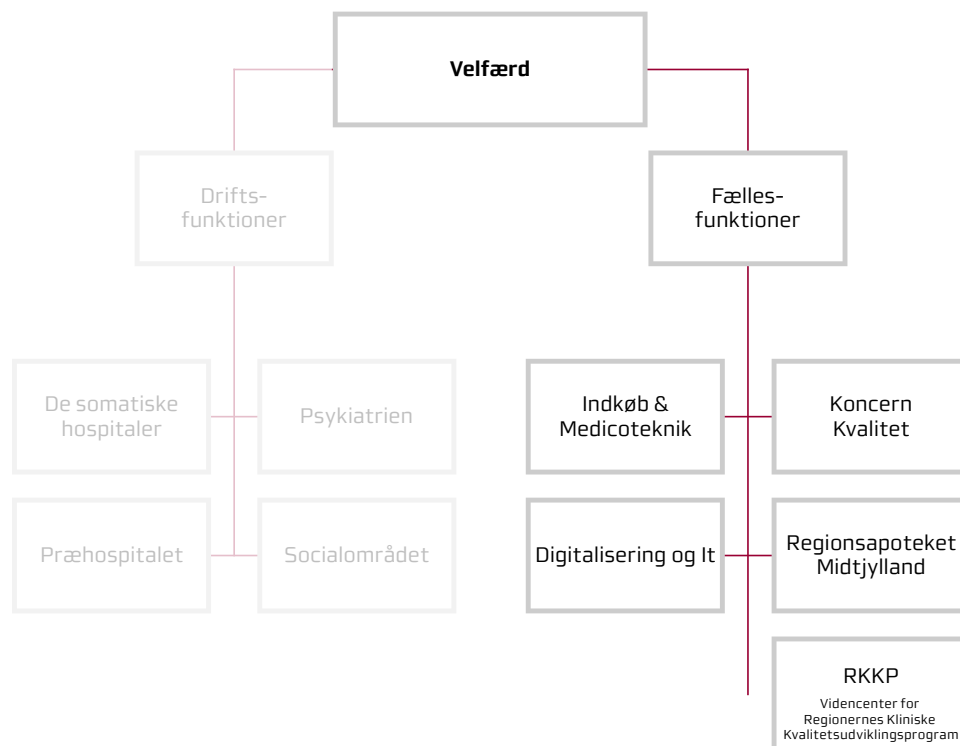 Velfærd
Drifts-
funktioner
Fælles-
funktioner
De somatiske
hospitaler
Psykiatrien
Indkøb &
Medicoteknik
Koncern
Kvalitet
Præhospitalet
Socialområdet
Digitalisering og It
Regionsapoteket
Midtjylland
RKKP
Videncenter for
Regionernes Kliniske
Kvalitetsudviklingsprogram